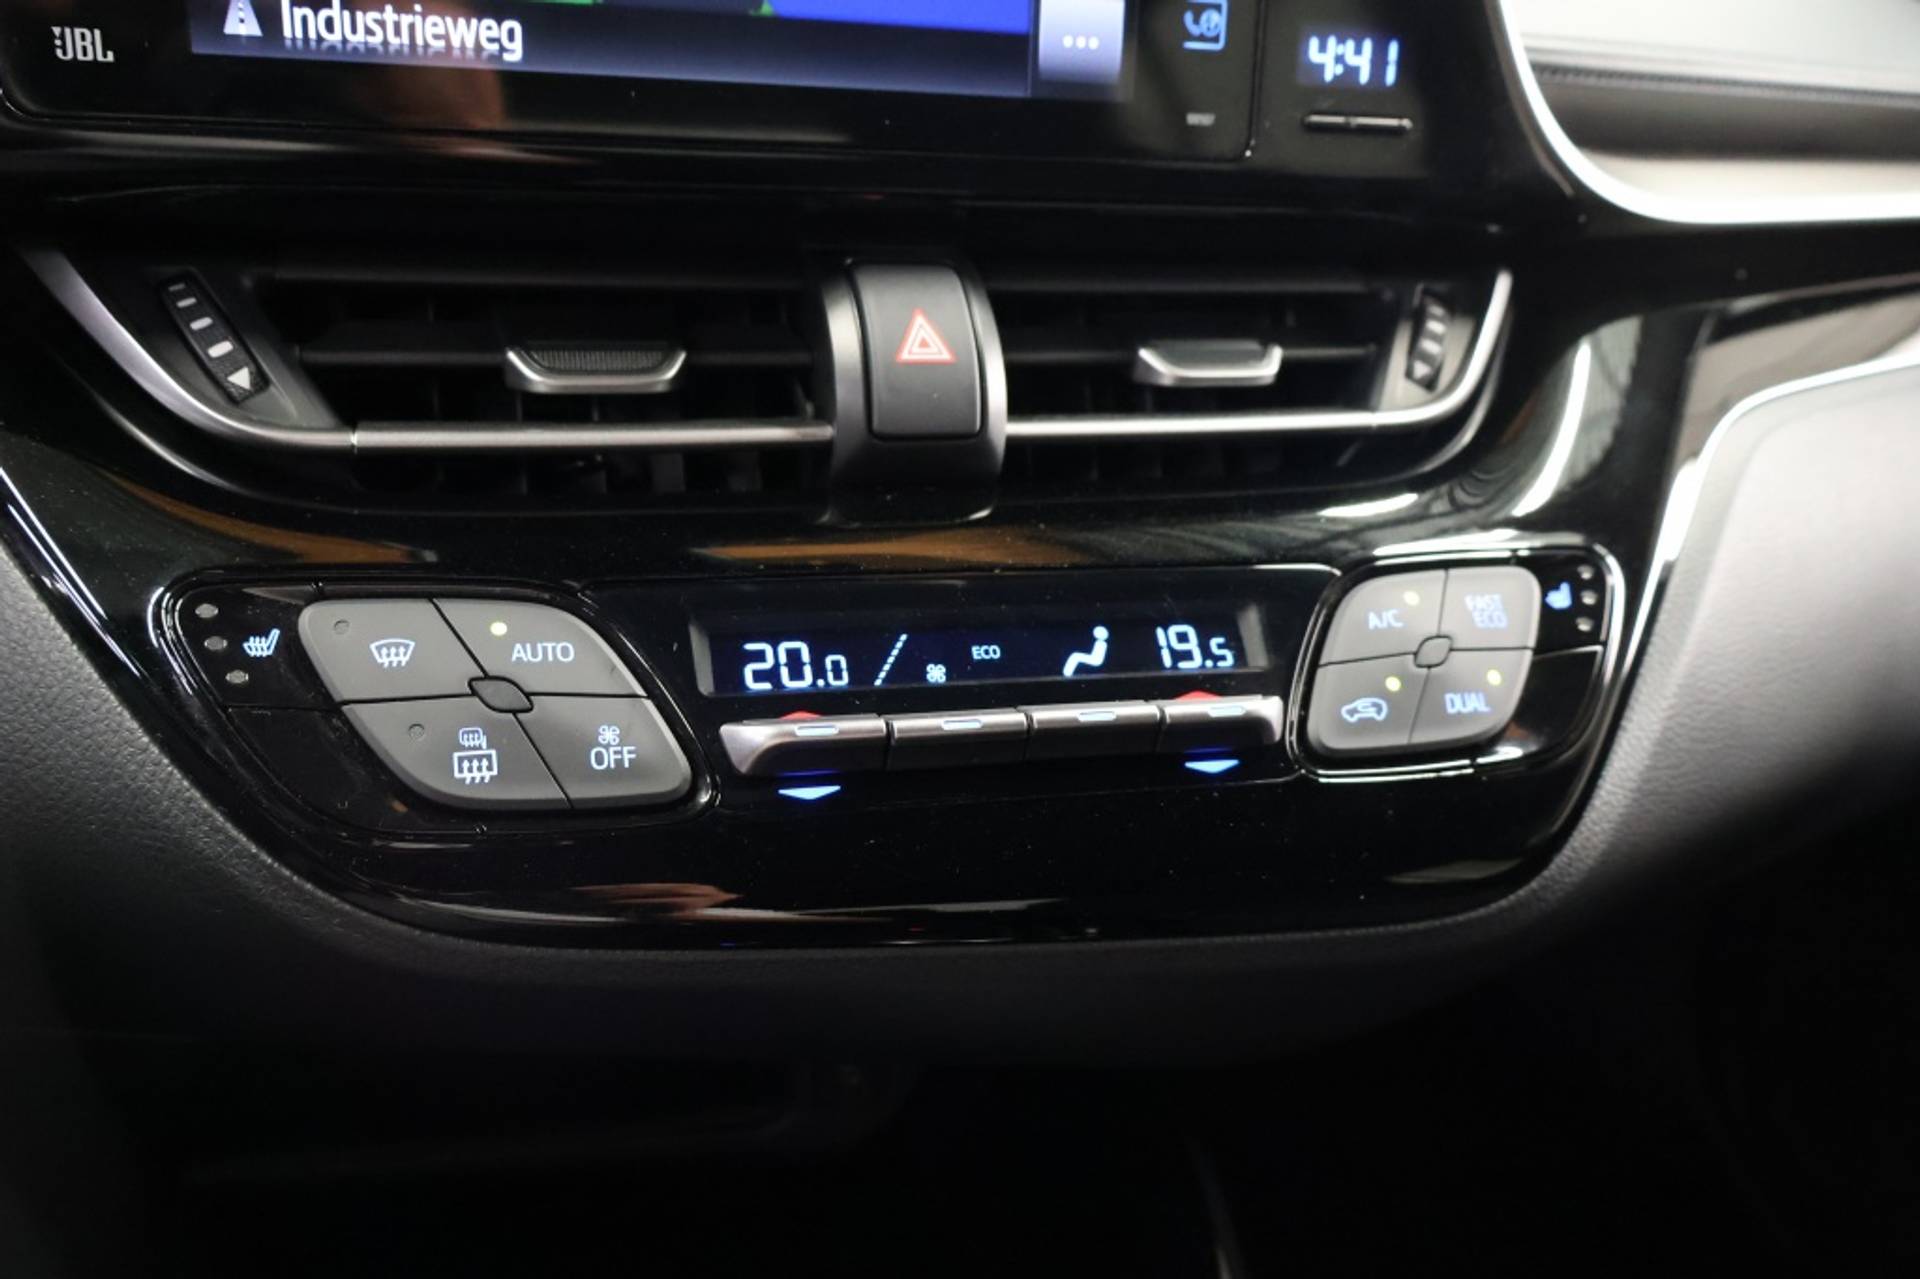 JBL
Industrieweg
4:41
AUTO
OFF
20.0
ECO
19.5
A/C
FAST ECO
DUAL